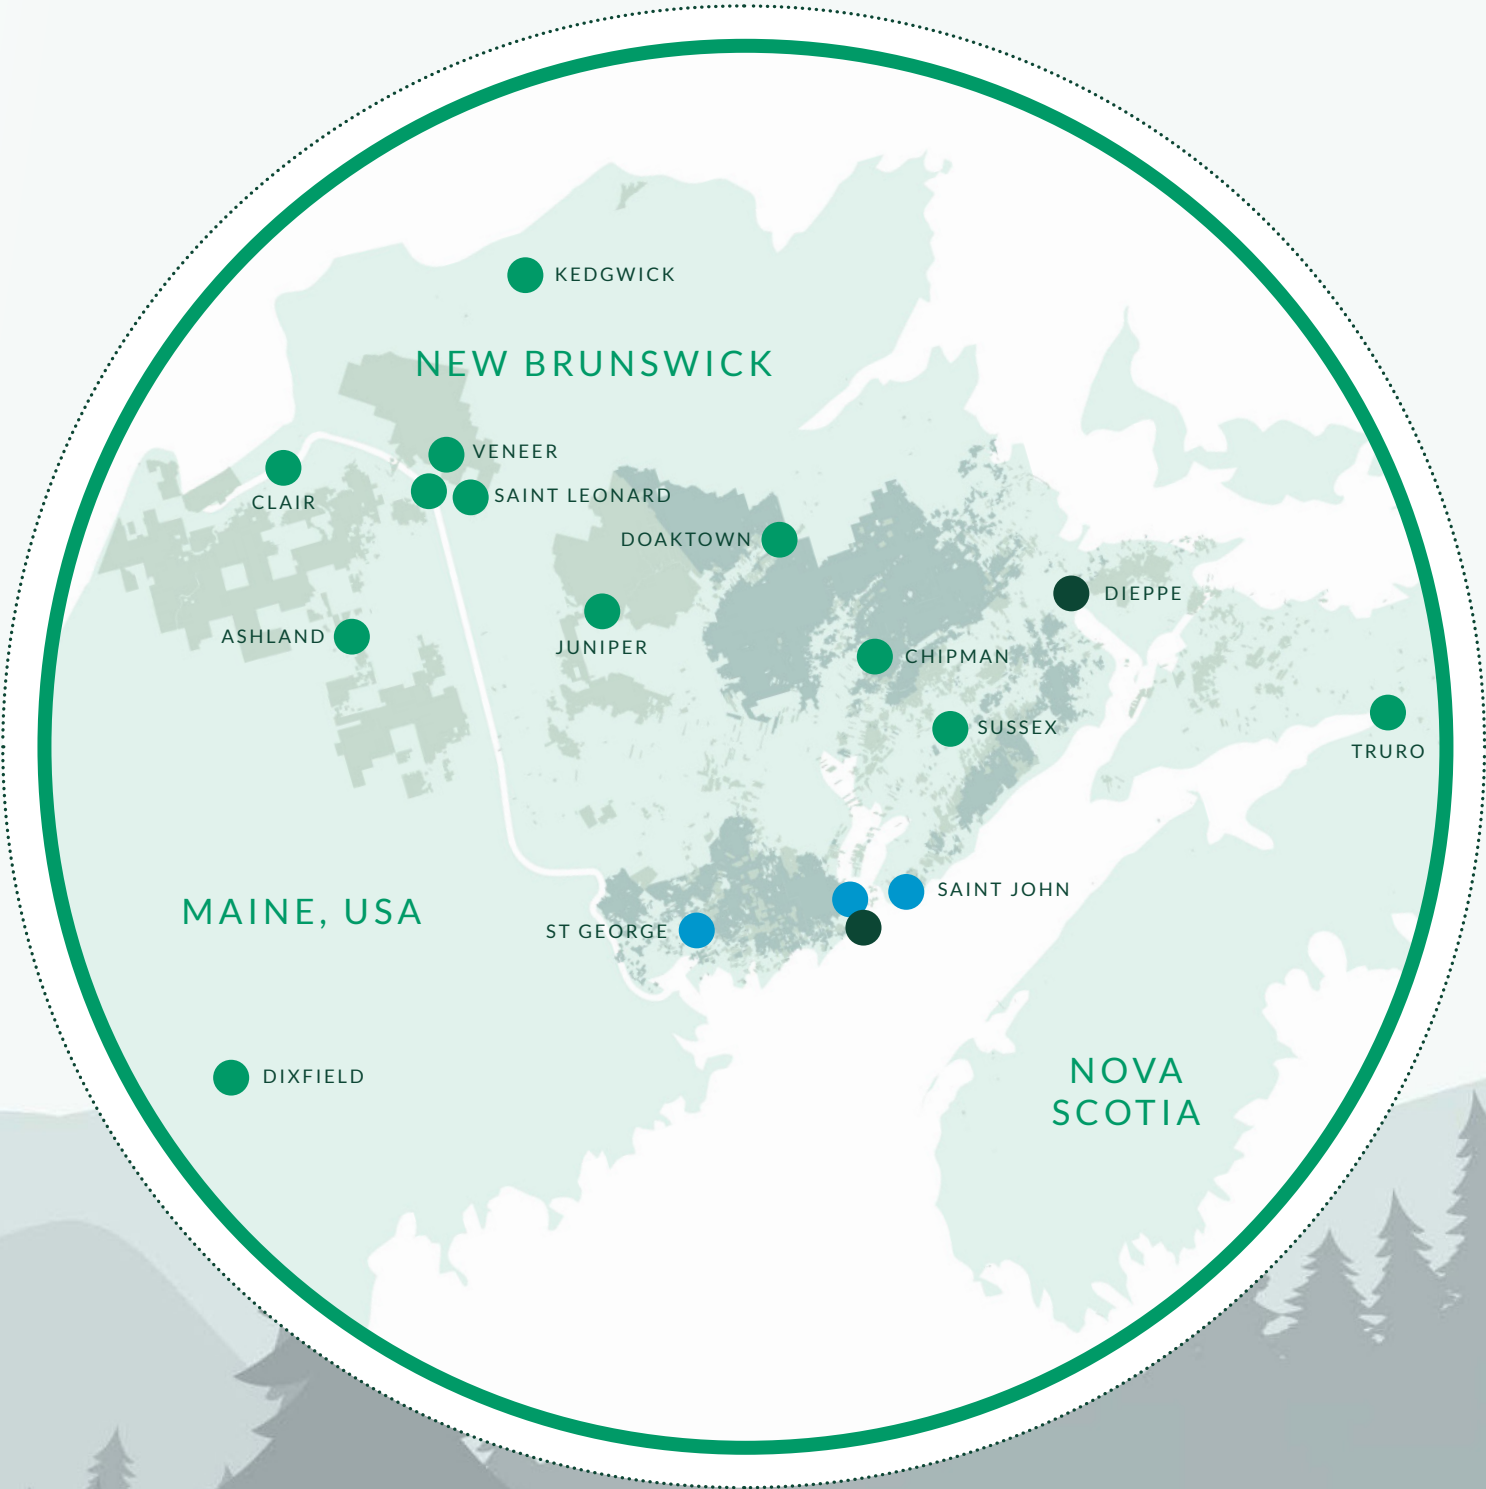 KEDGWICK
NEW BRUNSWICK
VENEER
CLAIR
SAINT LEONARD
DOAKTOWN
DIEPPE
ASHLAND
JUNIPER
CHIPMAN
SUSSEX
TRURO
SAINT JOHN
MAINE, USA
ST GEORGE
DIXFIELD
NOVA
SCOTIA